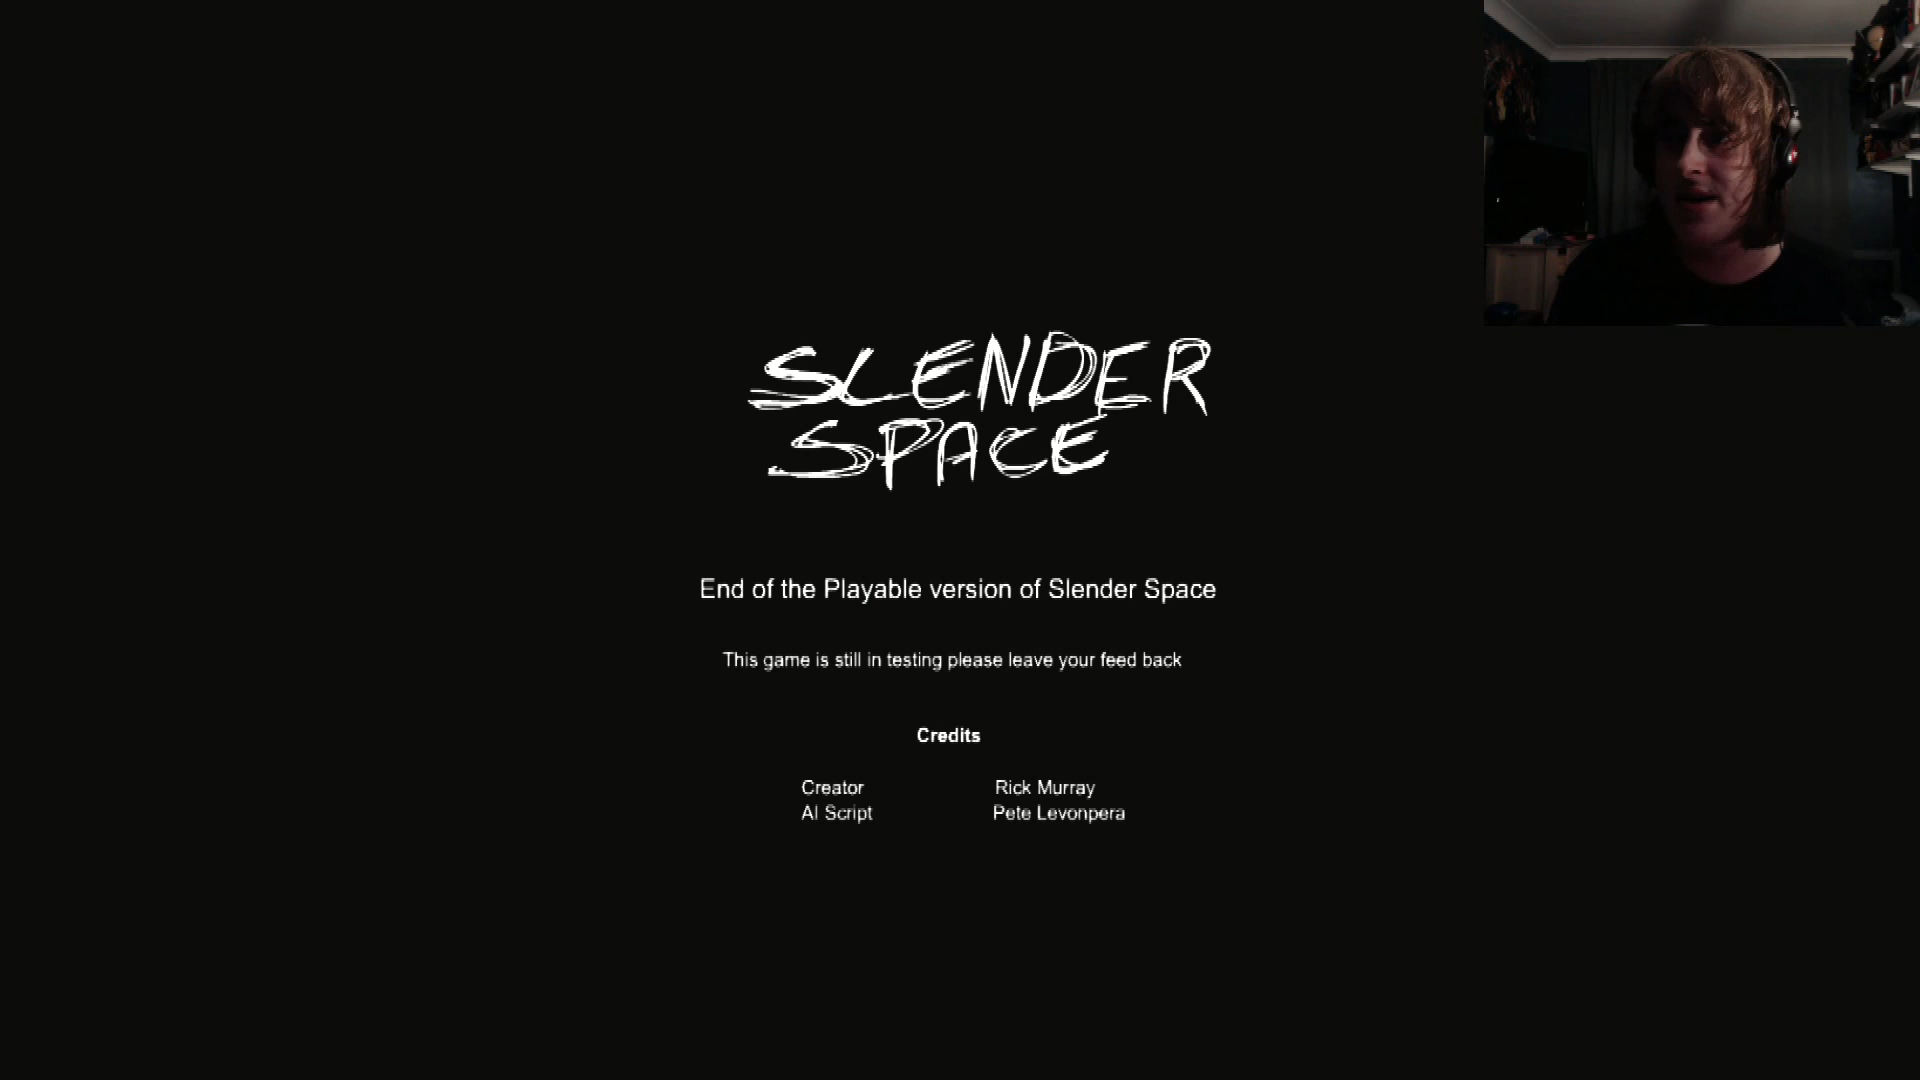 SLENDER
SPACE
End of the Playable version of Slender Space
This game is still in testing please leave your feed back
Credits
Creator Rick Murray
AI Script Pete Levonpera